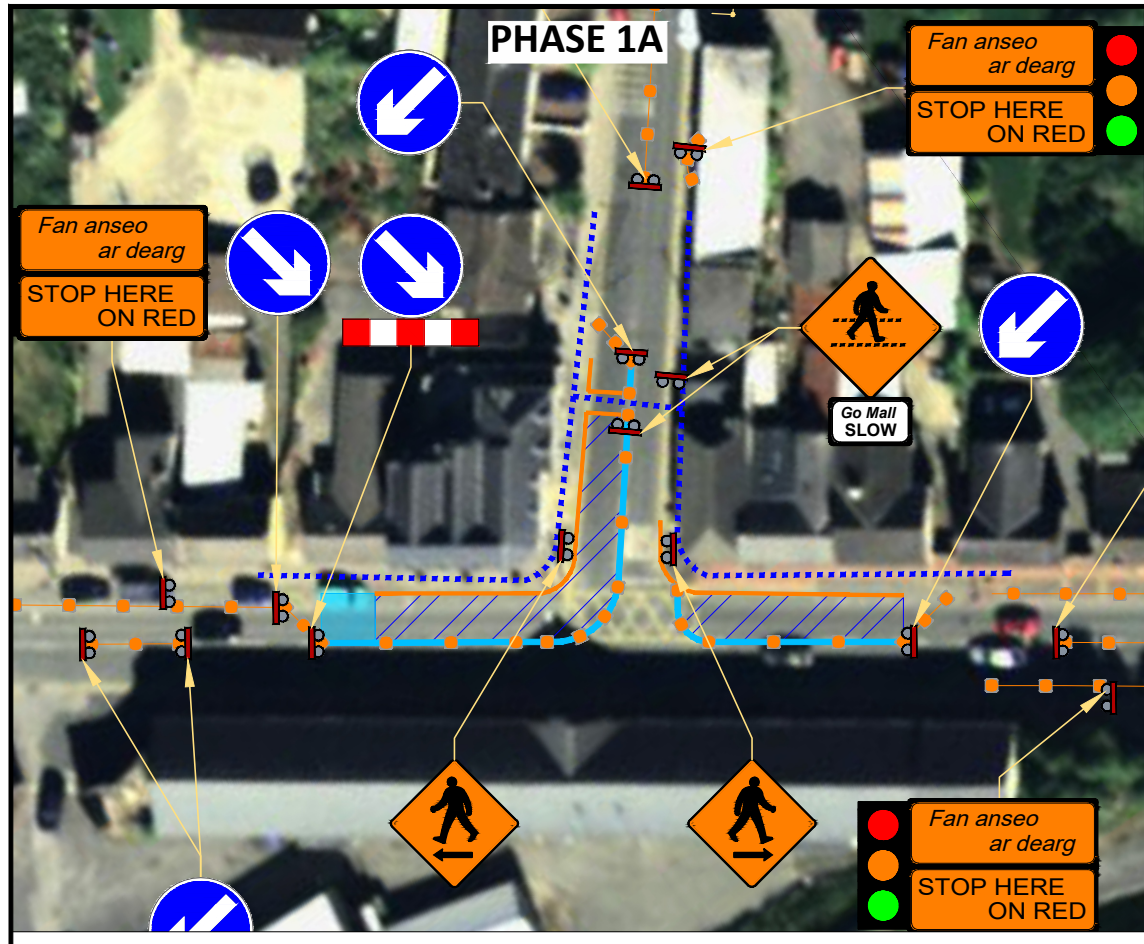 PHASE 1A
Fan anseo
ar dearg
STOP HERE
ON RED
Fan anseo
ar dearg
STOP HERE
ON RED
Go Mall
SLOW
Fan anseo
ar dearg
STOP HERE
ON RED